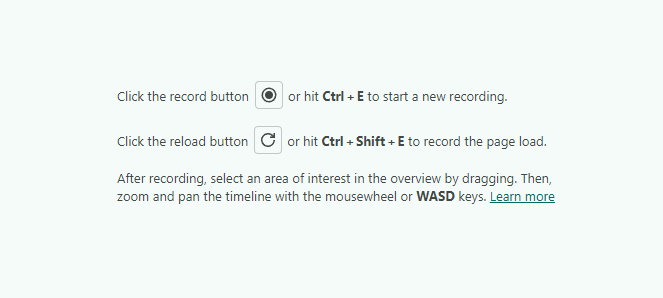 Click the record button or hit Ctrl + E to start a new recording.
Click the reload button or hit Ctrl + Shift + E to record the page load.
After recording, select an area of interest in the overview by dragging. Then,
zoom and pan the timeline with the mousewheel or WASD keys. Learn more